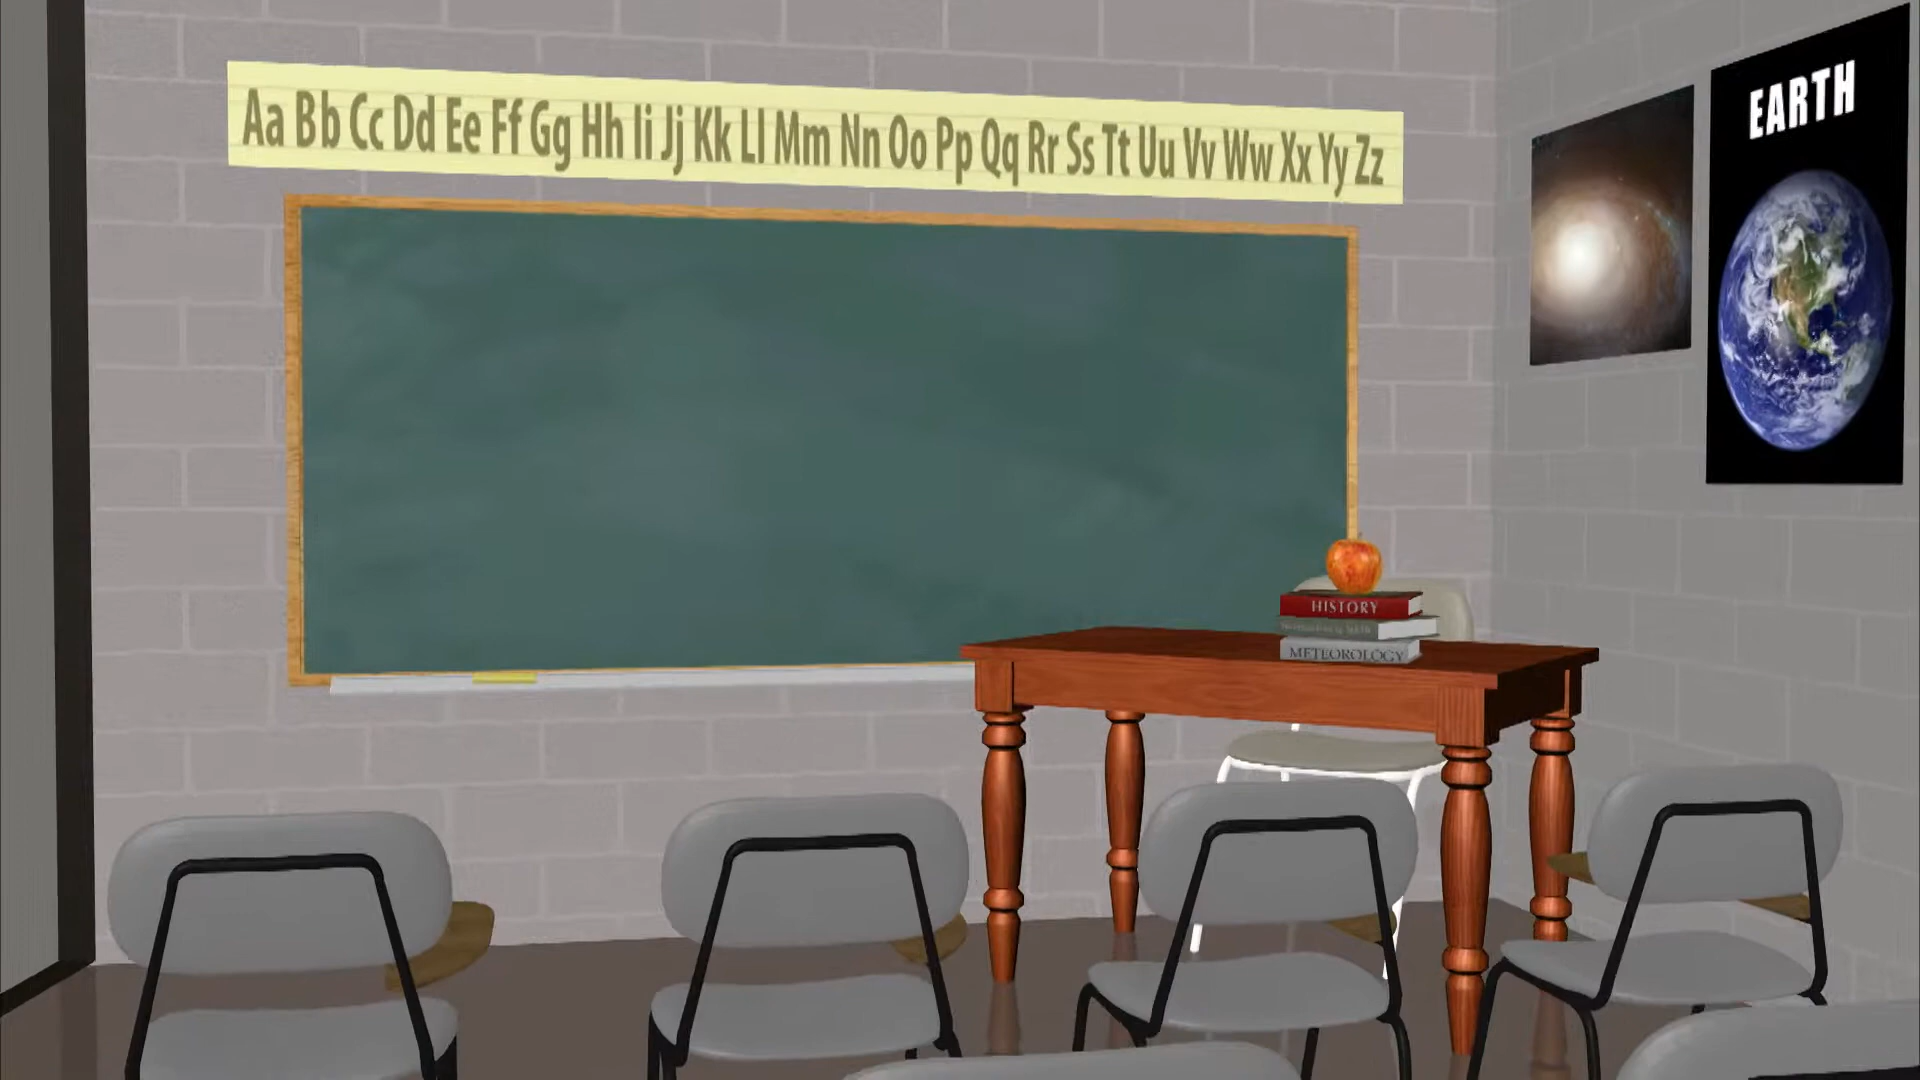 Aa Bb Cc Dd Ee Ff Gg Hh Ii Jj Kk Ll Mm Nn Oo Pp Qq Rr Ss Tt Uu Vv Ww Xx Yy Zz
EARTH
HISTORY
METEOROLOGY